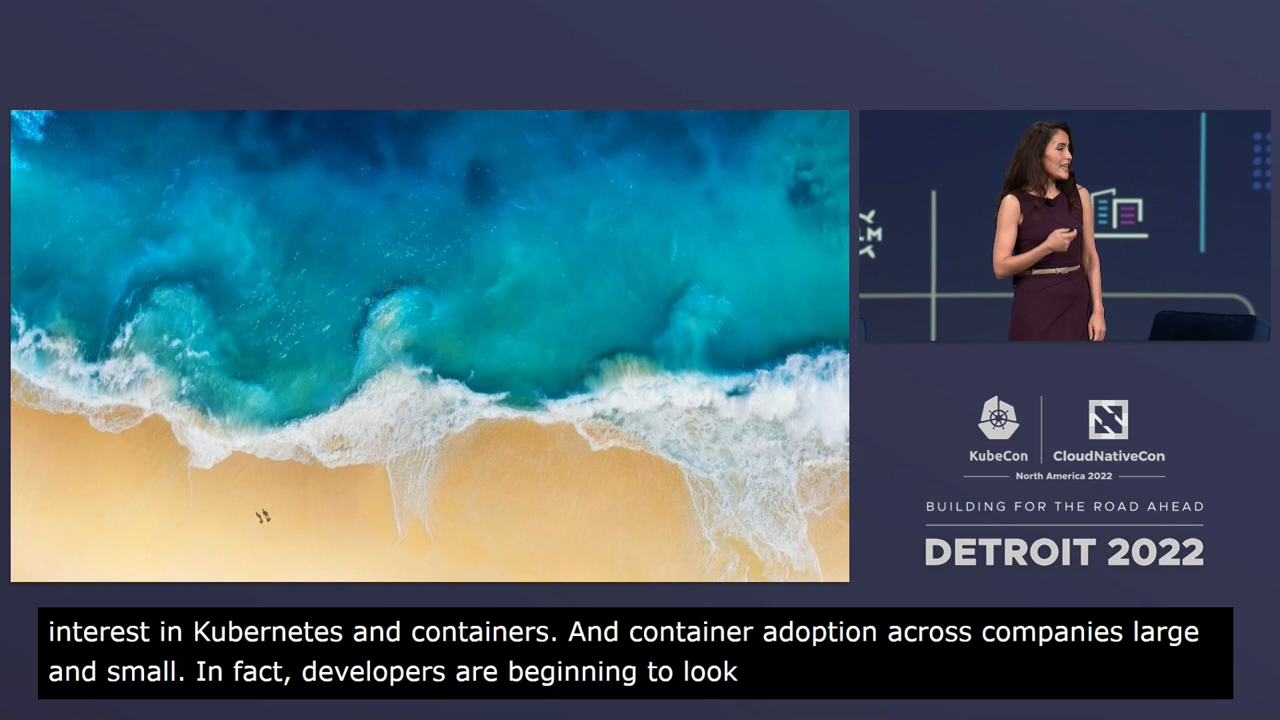 KubeCon
CloudNativeCon
North America 2022
BUILDING FOR THE ROAD AHEAD
DETROIT 2022
interest in Kubernetes and containers. And container adoption across companies large
and small. In fact, developers are beginning to look